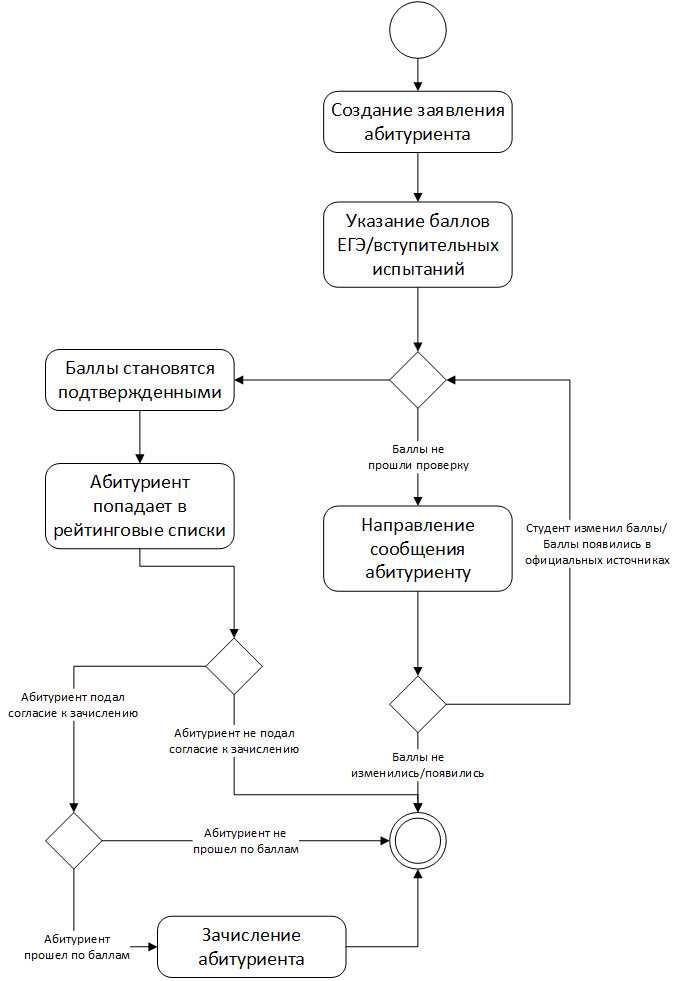 Создание заявления
абитуриента
Указание баллов
ЕГЭ/вступительных
испытаний
Баллы становятся
подтвержденными
Баллы не
прошли проверку
Абитуриент
попадает в
рейтинговые списки
Направление
сообщения
абитуриенту
Студент изменил баллы/
Баллы появились в
официальных источниках
Абитуриент подал
согласие к зачислению
Абитуриент не подал
согласие к зачислению
Баллы не
изменились/появились
Абитуриент не
прошел по баллам
Абитуриент
прошел по баллам
Зачисление
абитуриента